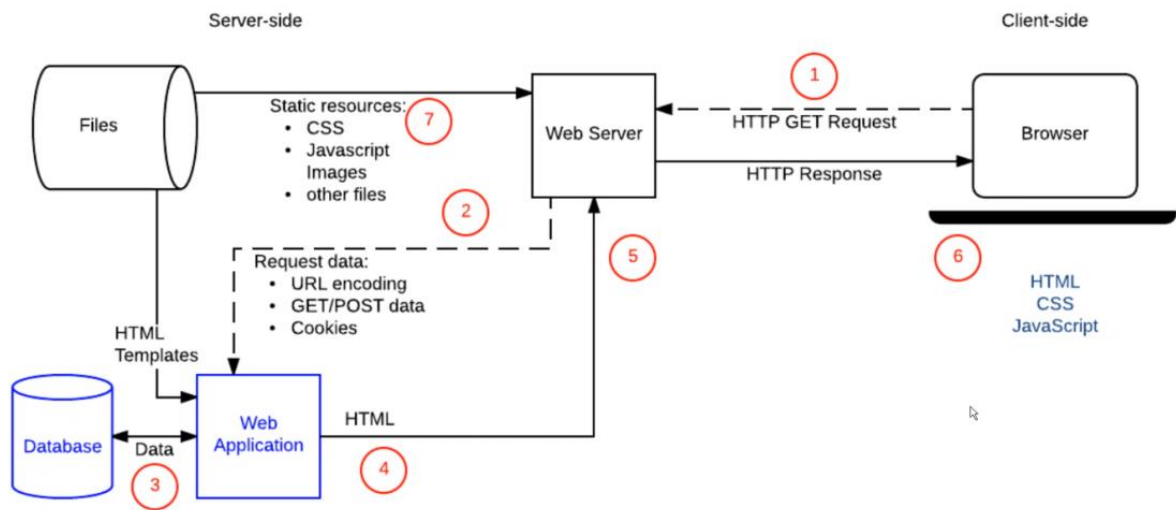 Server-side
Client-side
1
Files
Static resources:
• CSS
• Javascript
Images
• other files
7
Web Server
HTTP GET Request
Browser
HTTP Response
2
5
6
Request data:
• URL encoding
• GET/POST data
• Cookies
HTML
CSS
JavaScript
HTML
Templates
Database
Data
3
Web
Application
HTML
4